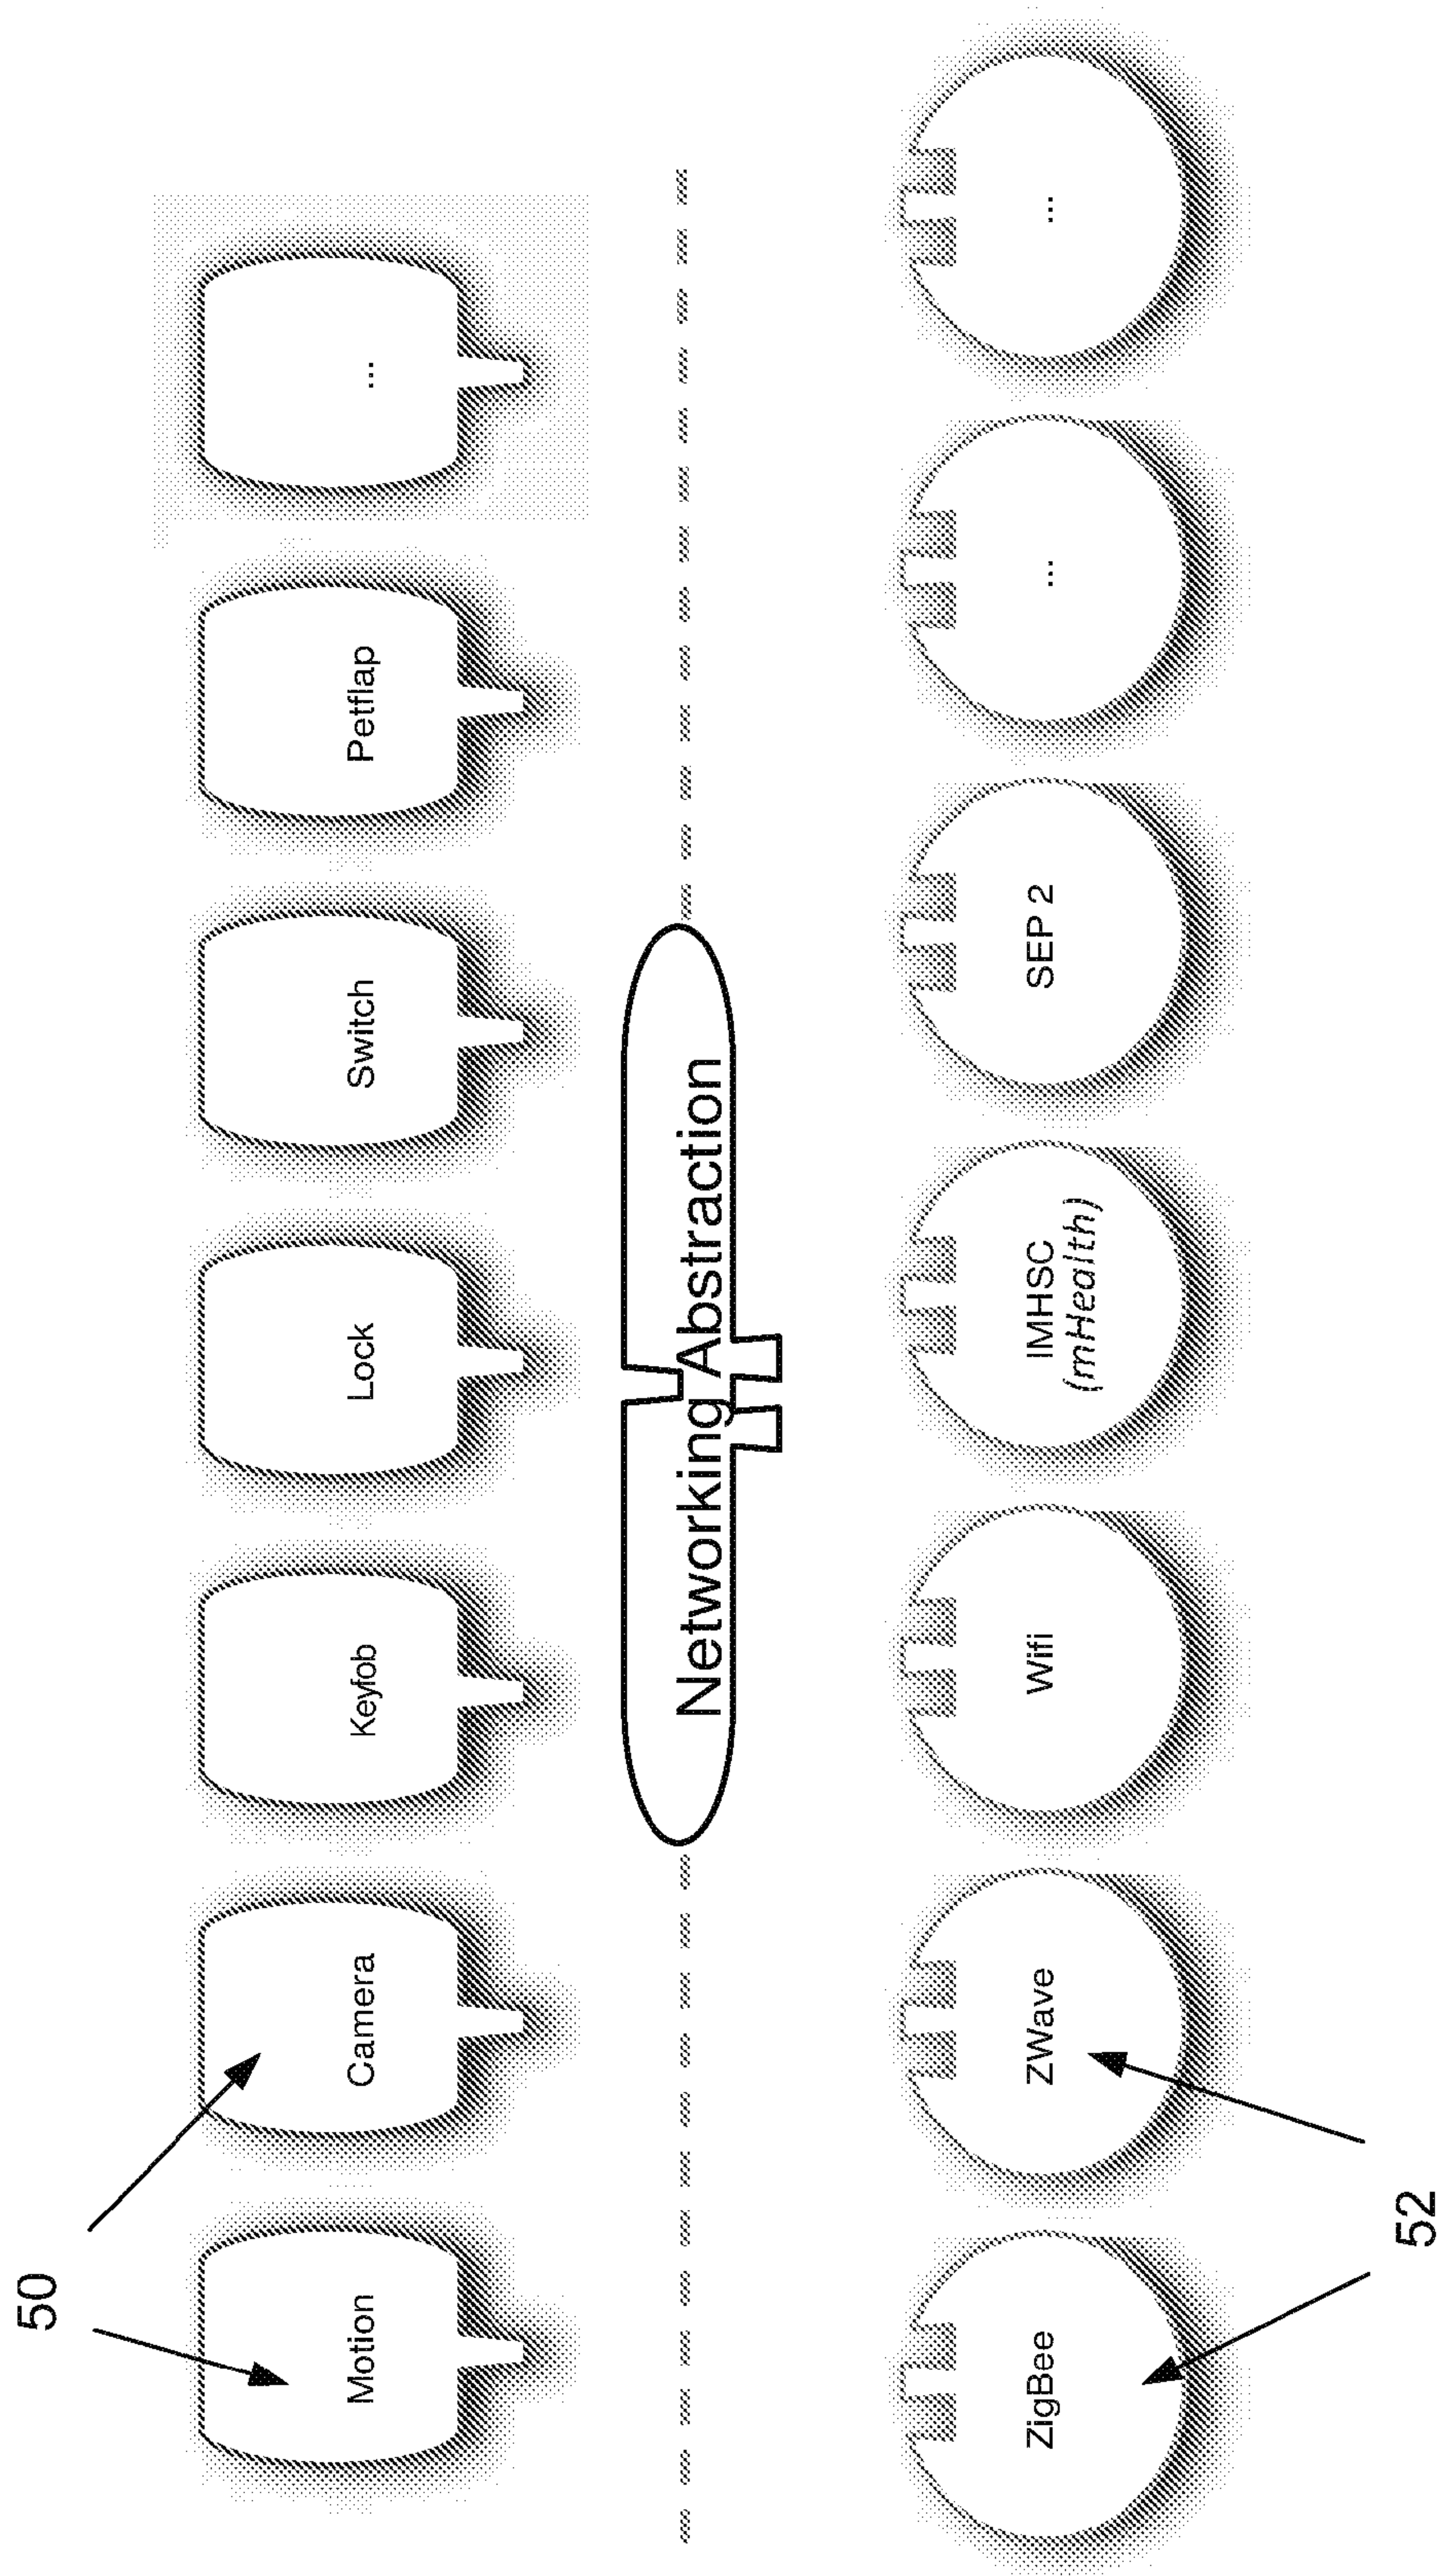 50
Motion
Camera
Keyfob
Lock
Switch
Petflap
...
Networking Abstraction
ZigBee
ZWave
Wifi
IMHSC
(mHealth)
SEP 2
...
...
52